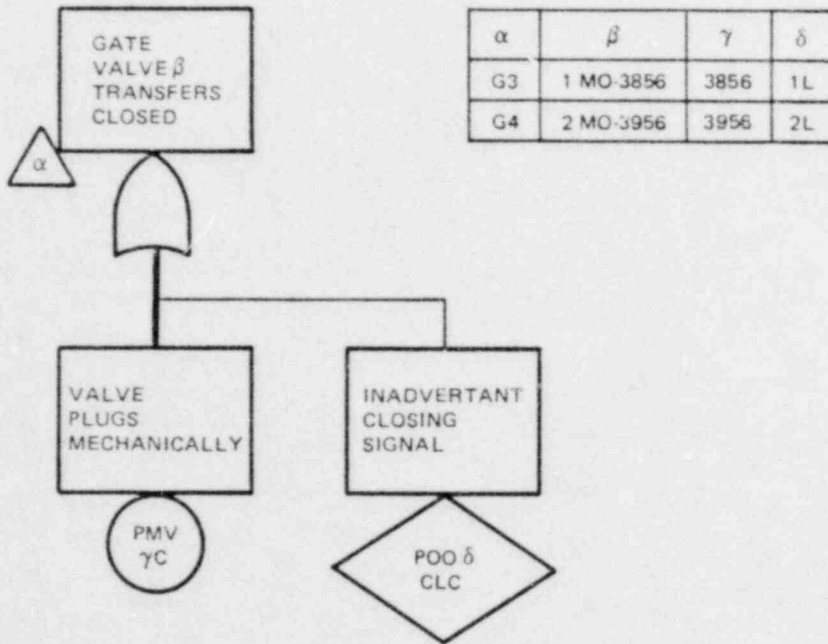 GATE
VALVE β
TRANSFERS
CLOSED
α
α β γ δ
G3 1 MO-3856 3856 1L
G4 2 MO-3956 3956 2L
VALVE
PLUGS
MECHANICALLY
INADVERTANT
CLOSING
SIGNAL
PMV
γC
POO δ
CLC